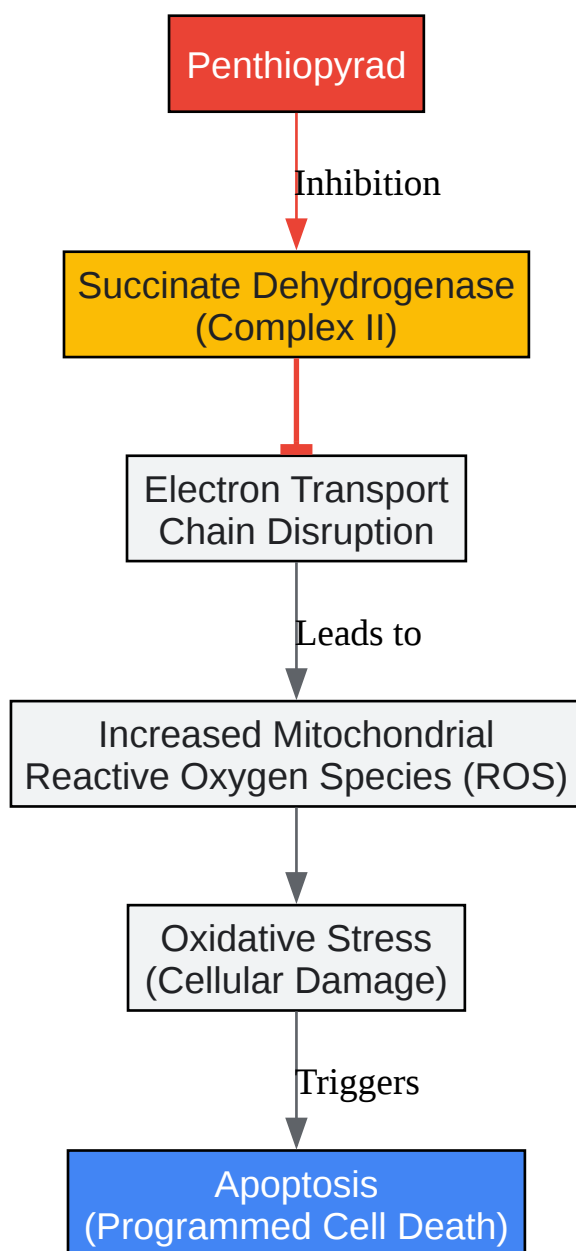 Penthiopyrad
Inhibition
Succinate Dehydrogenase
(Complex II)
Electron Transport
Chain Disruption
Leads to
Increased Mitochondrial
Reactive Oxygen Species (ROS)
Oxidative Stress
(Cellular Damage)
Triggers
Apoptosis
(Programmed Cell Death)